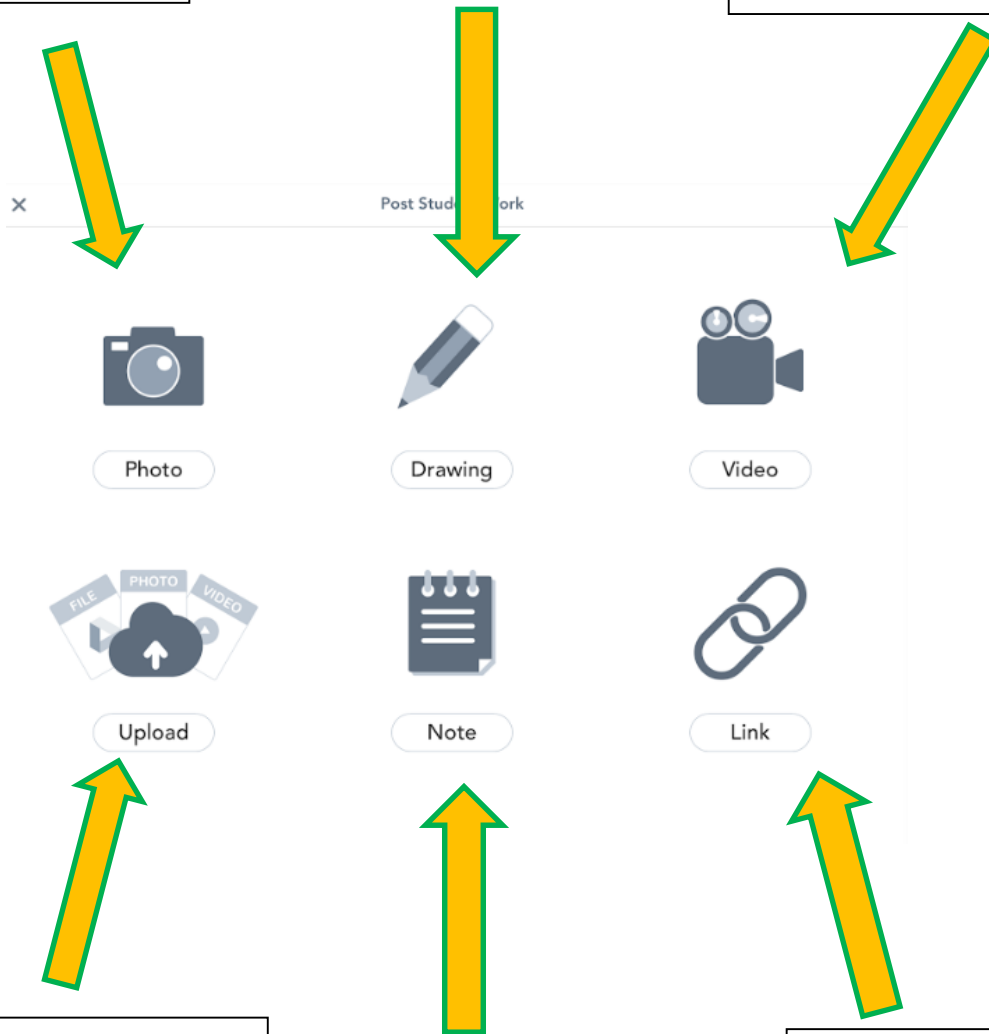 Post Stude ork
Photo
Drawing
Video
FILE
PHOTO
VIDEO
Upload
Note
Link